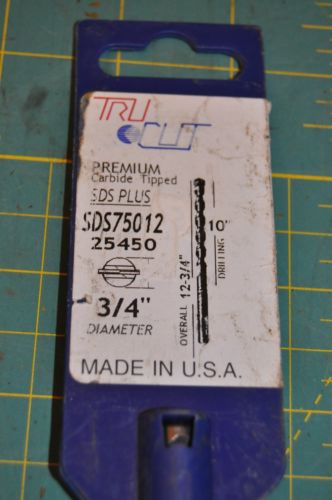 TRU
CUT
PREMIUM
Carbide Tipped
SDS PLUS
SDS75012
25450
3/4"
DIAMETER
10"
DRILLING
OVERALL 12-3/4"
MADE IN U.S.A.